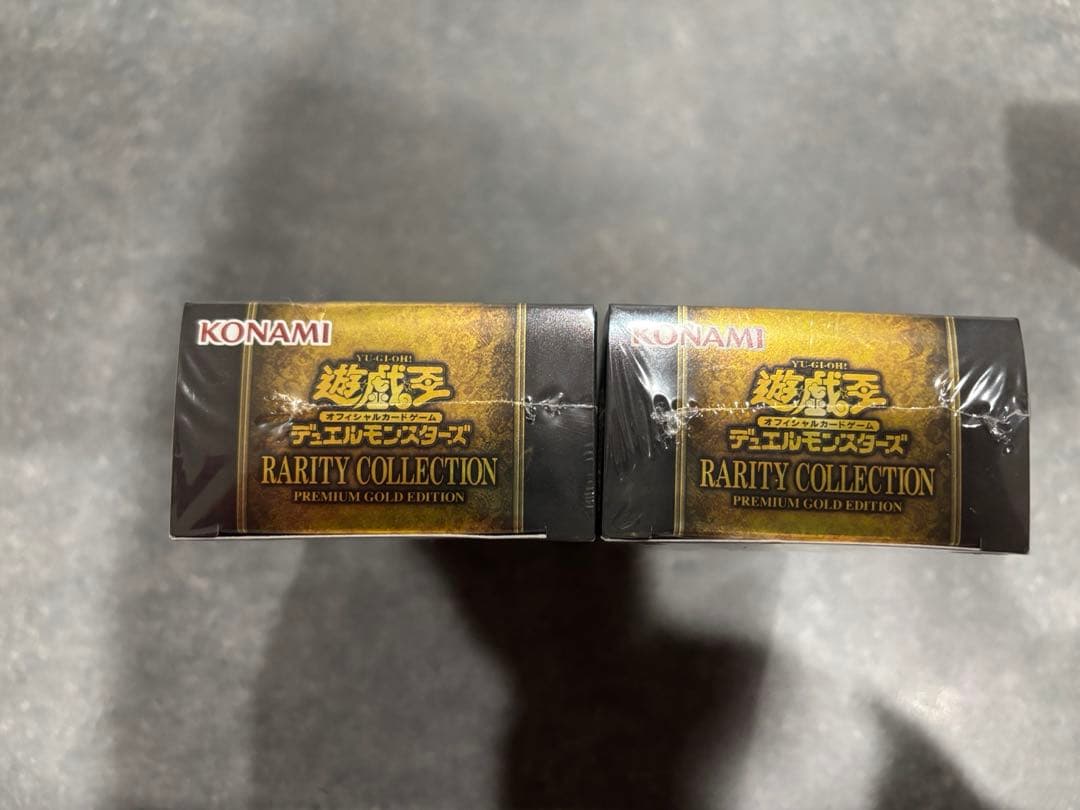 KONAMI
YU-GI-OH!
遊戯王
オフィシャルカードゲーム
デュエルモンスターズ
RARITY COLLECTION
PREMIUM GOLD EDITION
KONAMI
YU-GI-OH!
遊戯王
オフィシャルカードゲーム
デュエルモンスターズ
RARITY COLLECTION
PREMIUM GOLD EDITION